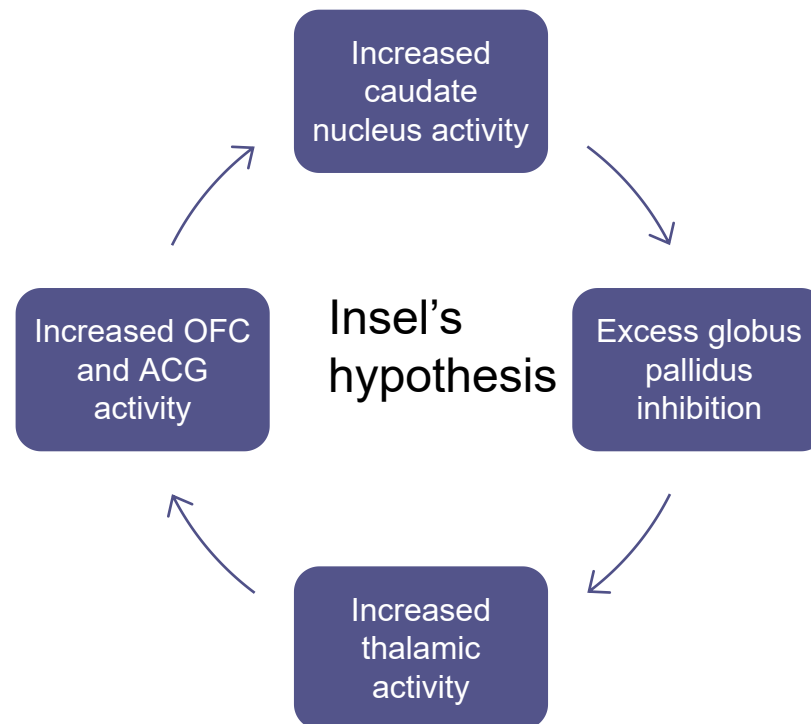 Increased
caudate
nucleus activity
Increased OFC
and ACG
activity
Insel’s
hypothesis
Excess globus
pallidus
inhibition
Increased
thalamic
activity